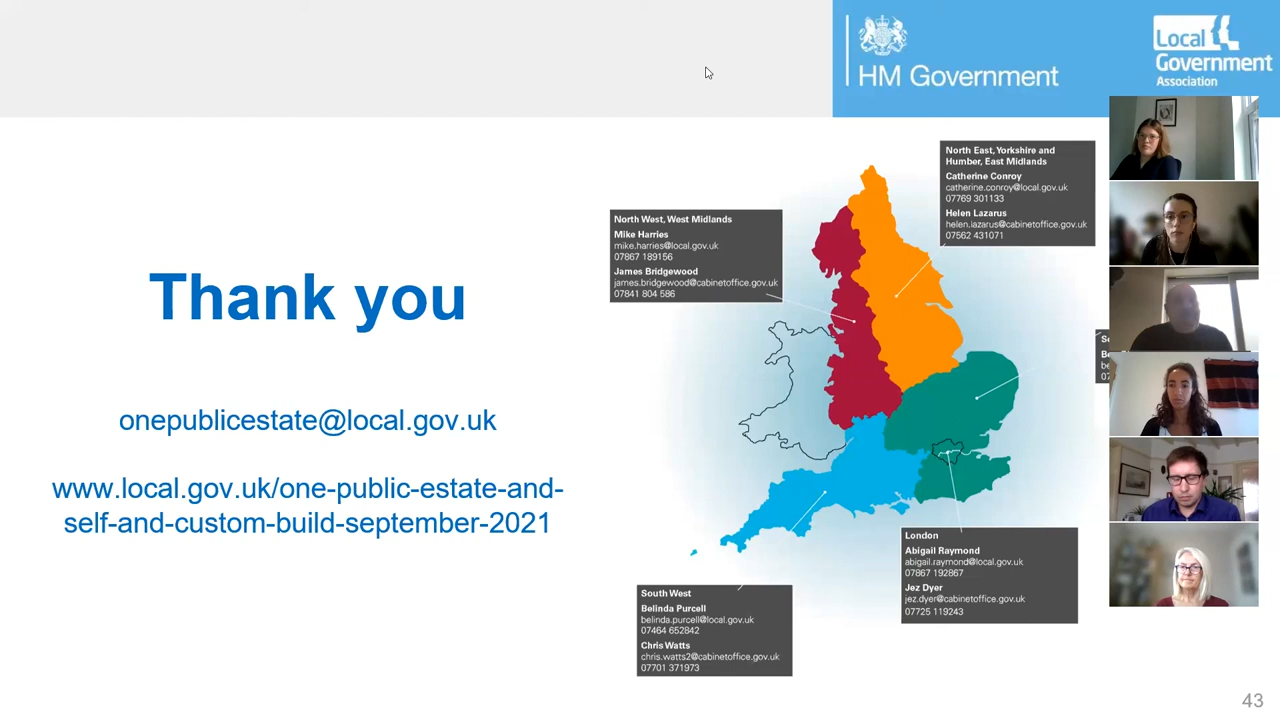 HM Government
Local
Government
Association
Thank you
onepublicestate@local.gov.uk
www.local.gov.uk/one-public-estate-and-
self-and-custom-build-september-2021
North East, Yorkshire and
Humber, East Midlands
Catherine Conroy
catherine.conroy@local.gov.uk
07769 301133
Helen Lazarus
helen.lazarus@cabinetoffice.gov.uk
07562 431071
North West, West Midlands
Mike Harries
mike.harries@local.gov.uk
07867 189156
James Bridgewood
james.bridgewood@cabinetoffice.gov.uk
07841 804 586
London
Abigail Raymond
abigail.raymond@local.gov.uk
07867 192867
Jez Dyer
jez.dyer@cabinetoffice.gov.uk
07725 119243
South West
Belinda Purcell
belinda.purcell@local.gov.uk
07464 652842
Chris Watts
chris.watts2@cabinetoffice.gov.uk
07701 371973
43